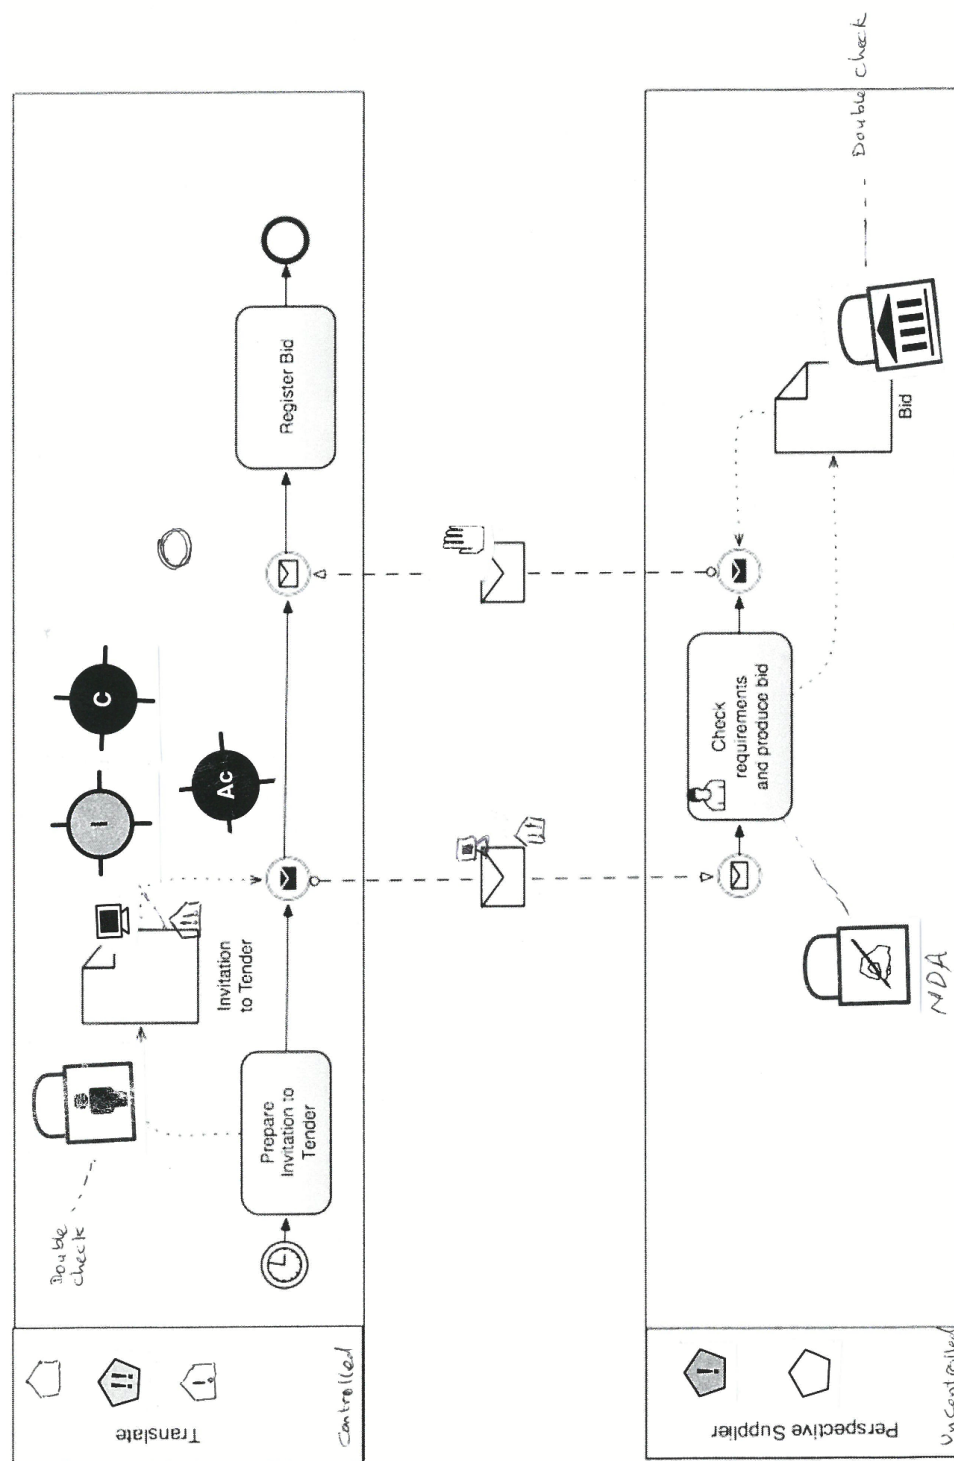 Translate
Controlled
!!
!
Double
check
Prepare
Invitation to
Tender
Invitation
to Tender
!!
I
C
Ac
Register Bid
!!
Perspective Supplier
Uncontrolled
!
NDA
Check
requirements
and produce bid
Bid
Double check